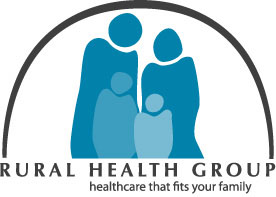 RURAL HEALTH GROUP
healthcare that fits your family